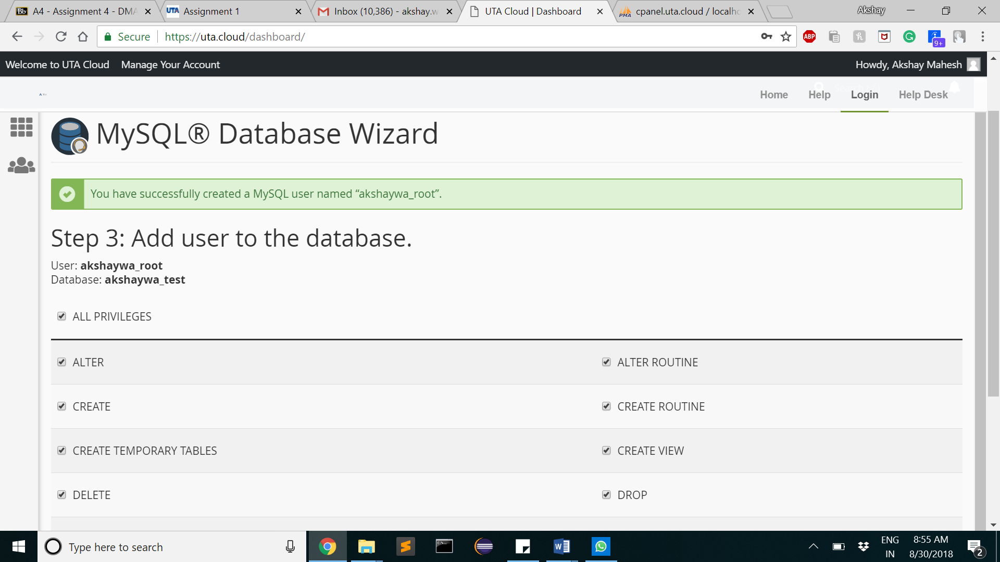 A4 - Assignment 4 - DMA
Assignment 1
Inbox (10,386) - akshay.w
UTA Cloud | Dashboard
cpanel.uta.cloud / localho
Akshay
Secure
https://uta.cloud/dashboard/
ABP
9+
Welcome to UTA Cloud
Manage Your Account
Howdy, Akshay Mahesh
Home
Help
Login
Help Desk
MySQL® Database Wizard
You have successfully created a MySQL user named “akshaywa_root”.
Step 3: Add user to the database.
User: akshaywa_root
Database: akshaywa_test
ALL PRIVILEGES
ALTER
ALTER ROUTINE
CREATE
CREATE ROUTINE
CREATE TEMPORARY TABLES
CREATE VIEW
DELETE
DROP
Type here to search
ENG
IN
8:55 AM
8/30/2018
2